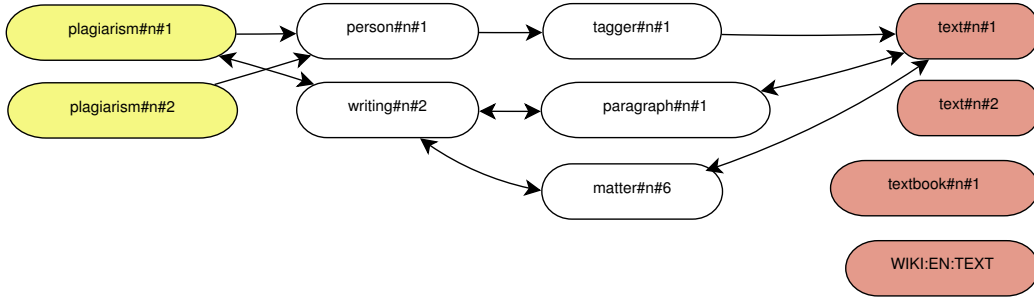 plagiarism#n#1
person#n#1
tagger#n#1
text#n#1
plagiarism#n#2
writing#n#2
paragraph#n#1
text#n#2
matter#n#6
textbook#n#1
WIKI:EN:TEXT